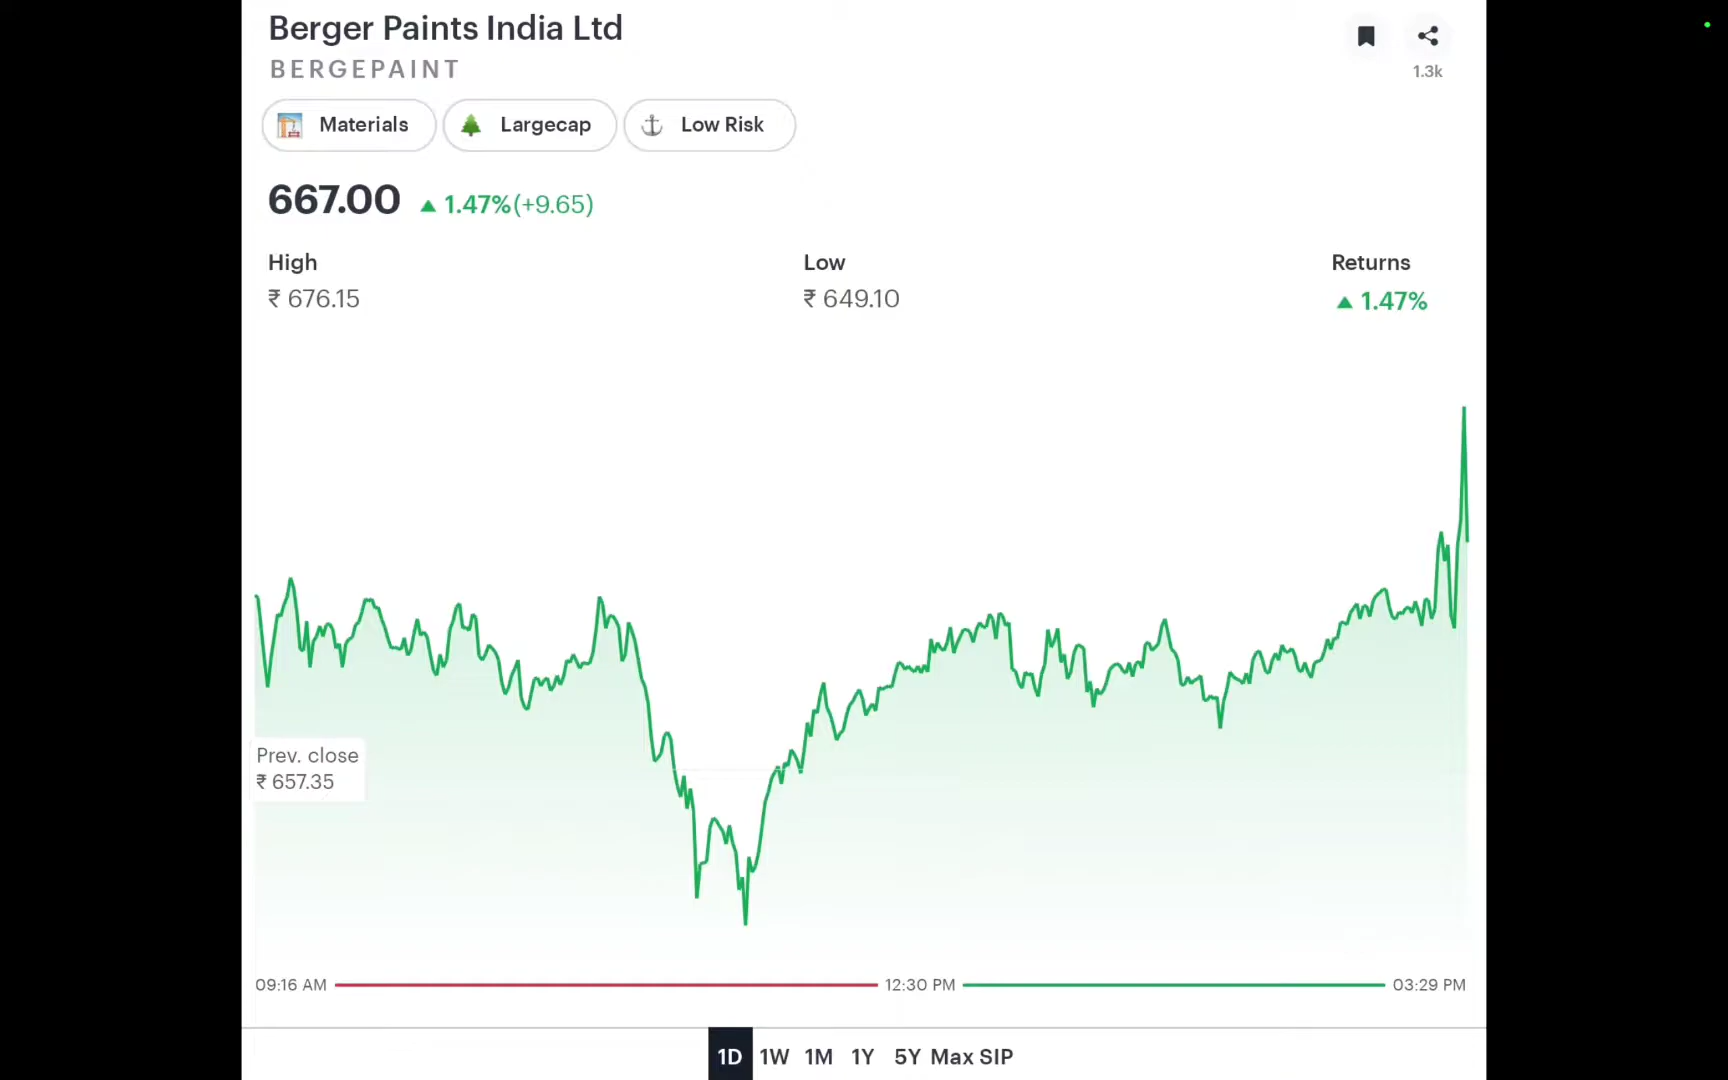 Berger Paints India Ltd
BERGEPAINT
1.3k
Materials Largecap Low Risk
667.00 ▲ 1.47%(+9.65)
High Low Returns
₹ 676.15 ₹ 649.10 ▲ 1.47%
Prev. close
₹ 657.35
09:16 AM 12:30 PM 03:29 PM
1D 1W 1M 1Y 5Y Max SIP